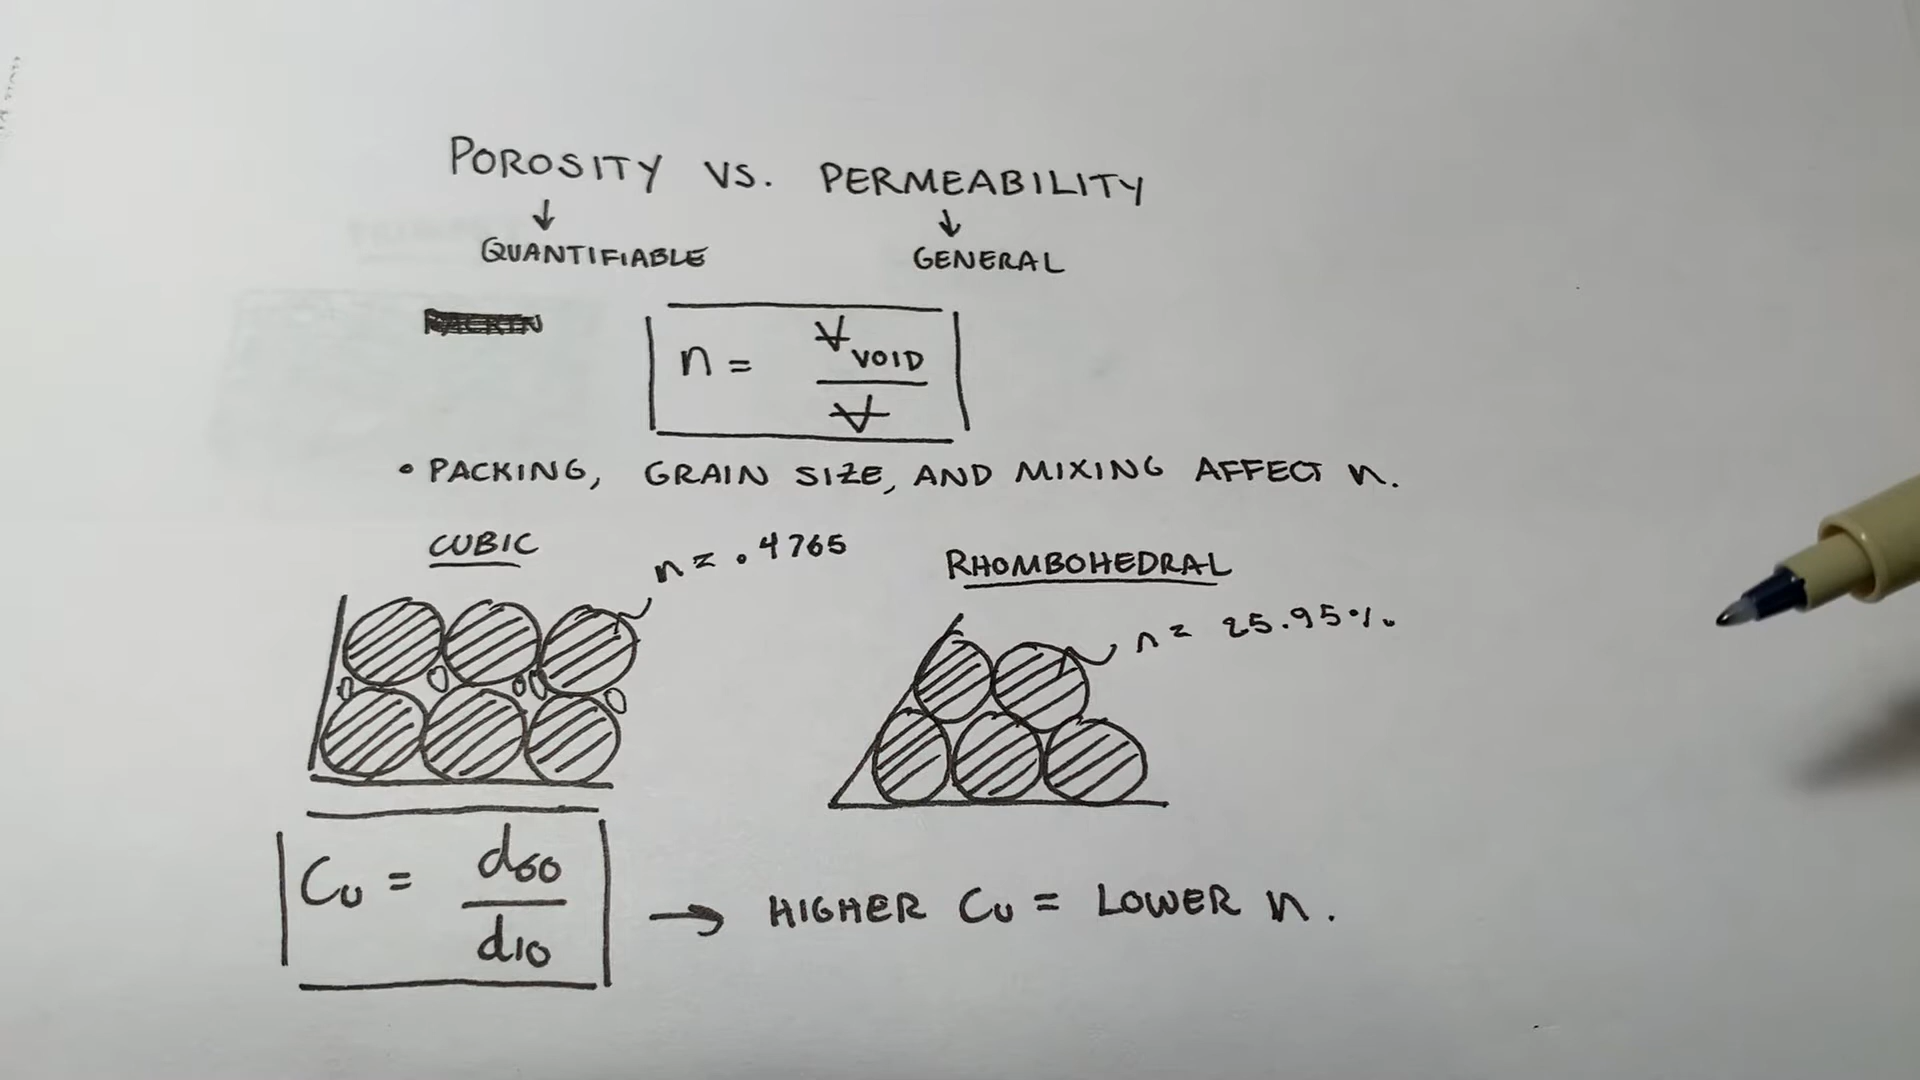 POROSITY VS. PERMEABILITY
↓ ↓
QUANTIFIABLE GENERAL
n = V VOID / V
• PACKING, GRAIN SIZE, AND MIXING AFFECT n.
CUBIC
n = .4765
RHOMBOHEDRAL
n = 25.95%
Cu = d60 / d10 → HIGHER Cu = LOWER n.